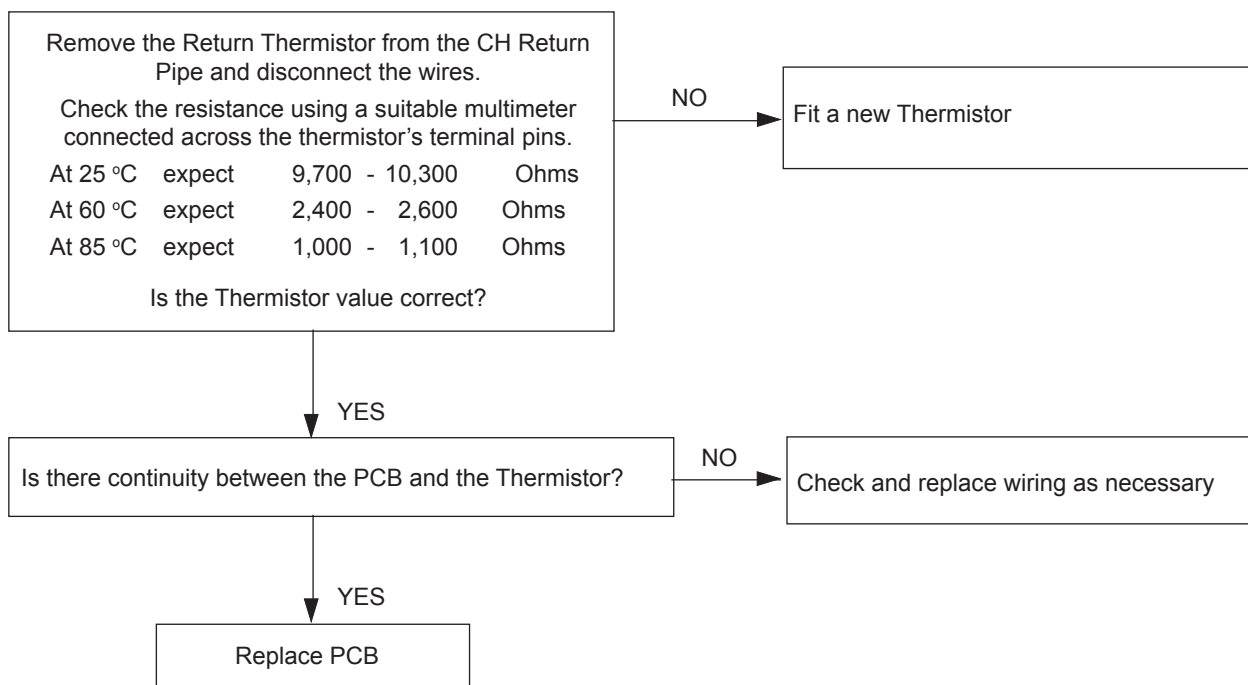 Remove the Return Thermistor from the CH Return
Pipe and disconnect the wires.
Check the resistance using a suitable multimeter
connected across the thermistor's terminal pins.
At 25 ºC expect 9,700 - 10,300 Ohms
At 60 ºC expect 2,400 - 2,600 Ohms
At 85 ºC expect 1,000 - 1,100 Ohms
Is the Thermistor value correct?
NO
Fit a new Thermistor
YES
Is there continuity between the PCB and the Thermistor?
NO
Check and replace wiring as necessary
YES
Replace PCB